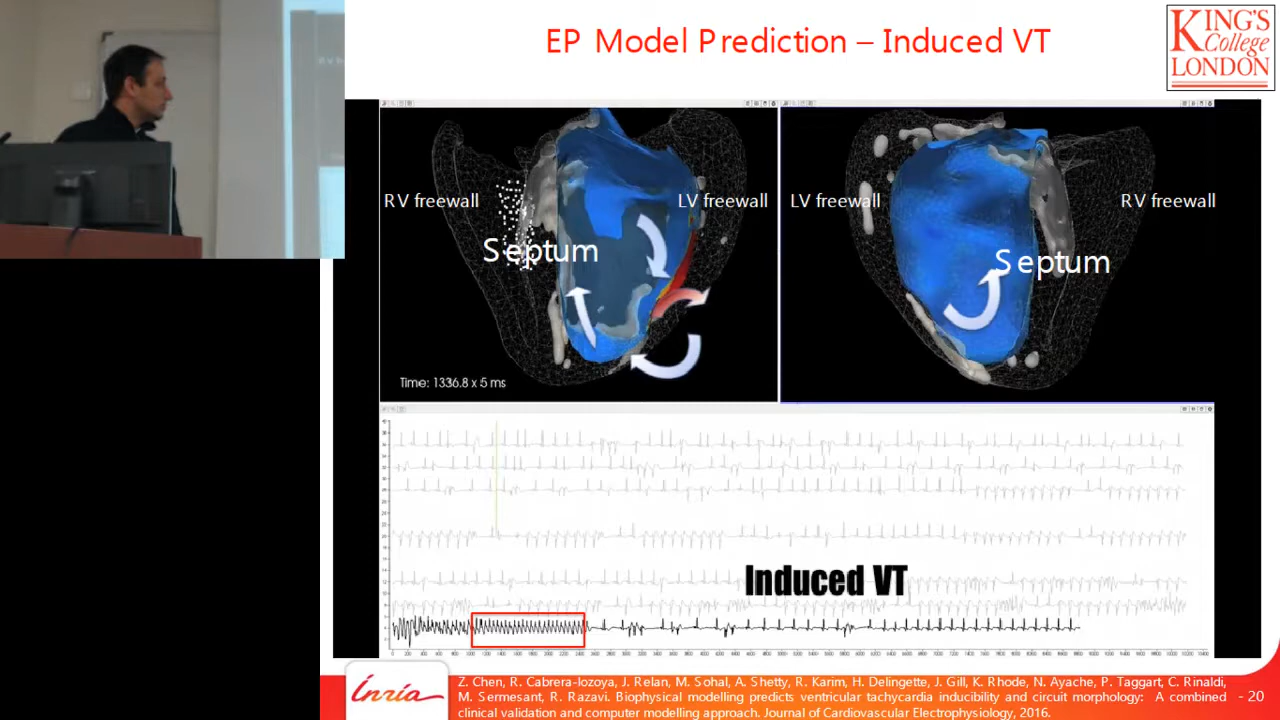 EP Model Prediction – Induced VT
KING'S
College
LONDON
RV freewall
LV freewall
Septum
Time: 1336.8 x 5 ms
LV freewall
RV freewall
Septum
Induced VT
Inria
Z. Chen, R. Cabrera-lozoya, J. Relan, M. Sohal, A. Shetty, R. Karim, H. Delingette, J. Gill, K. Rhode, N. Ayache, P. Taggart, C. Rinaldi,
M. Sermesant, R. Razavi. Biophysical modelling predicts ventricular tachycardia inducibility and circuit morphology: A combined
clinical validation and computer modelling approach. Journal of Cardiovascular Electrophysiology, 2016.
- 20